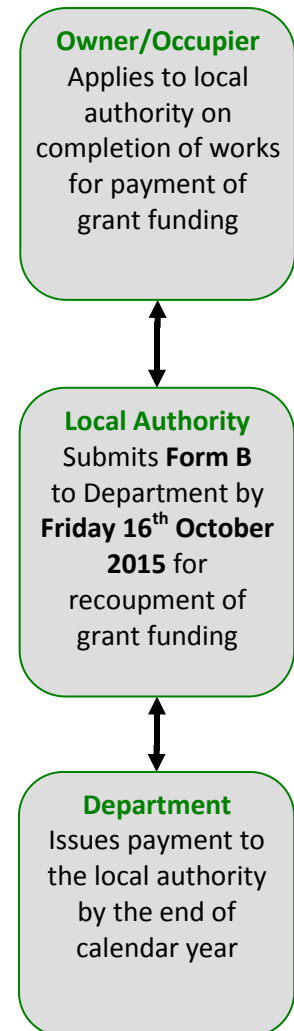 Owner/Occupier
Applies to local
authority on
completion of works
for payment of
grant funding
Local Authority
Submits Form B
to Department by
Friday 16th October
2015 for
recoupment of
grant funding
Department
Issues payment to
the local authority
by the end of
calendar year